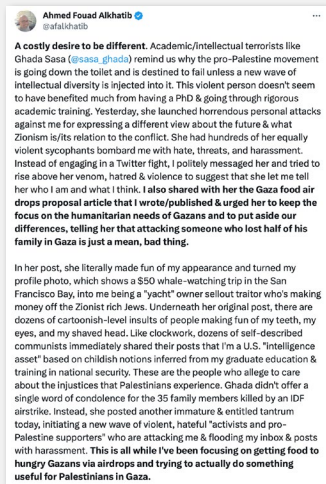 Ahmed Fouad Alkhatib
@afalkhatib
A costly desire to be different. Academic/intellectual terrorists like
Ghada Sasa (@sasa_ghada) remind us why the pro-Palestine movement
is going down the toilet and is destined to fail unless a new wave of
intellectual diversity is injected into it. This violent person doesn't seem
to have benefited much from having a PhD & going through rigorous
academic training. Yesterday, she launched horrendous personal attacks
against me for expressing a different view about the future & what
Zionism is/its relation to the conflict. She had hundreds of her equally
violent sycophants bombard me with hate, threats, and harassment.
Instead of engaging in a Twitter fight, I politely messaged her and tried to
rise above her venom, hatred & violence to suggest that she let me tell
her who I am and what I think. I also shared with her the Gaza food air
drops proposal article that I wrote/published & urged her to keep the
focus on the humanitarian needs of Gazans and to put aside our
differences, telling her that attacking someone who lost half of his
family in Gaza is just a mean, bad thing.
In her post, she literally made fun of my appearance and turned my
profile photo, which shows a $50 whale-watching trip in the San
Francisco Bay, into me being a "yacht" owner sellout traitor who's making
money off the Zionist rich Jews. Underneath her original post, there are
dozens of cartoonish-level insults of people making fun of my teeth, my
eyes, and my shaved head. Like clockwork, dozens of self-described
communists immediately shared their posts that I'm a U.S. "intelligence
asset" based on childish notions inferred from my graduate education &
training in national security. These are the people who allege to care
about the injustices that Palestinians experience. Ghada didn't offer a
single word of condolence for the 35 family members killed by an IDF
airstrike. Instead, she posted another immature & entitled tantrum
today, initiating a new wave of violent, hateful "activists and pro-
Palestine supporters" who are attacking me & flooding my inbox & posts
with harassment. This is all while I've been focusing on getting food to
hungry Gazans via airdrops and trying to actually do something
useful for Palestinians in Gaza.